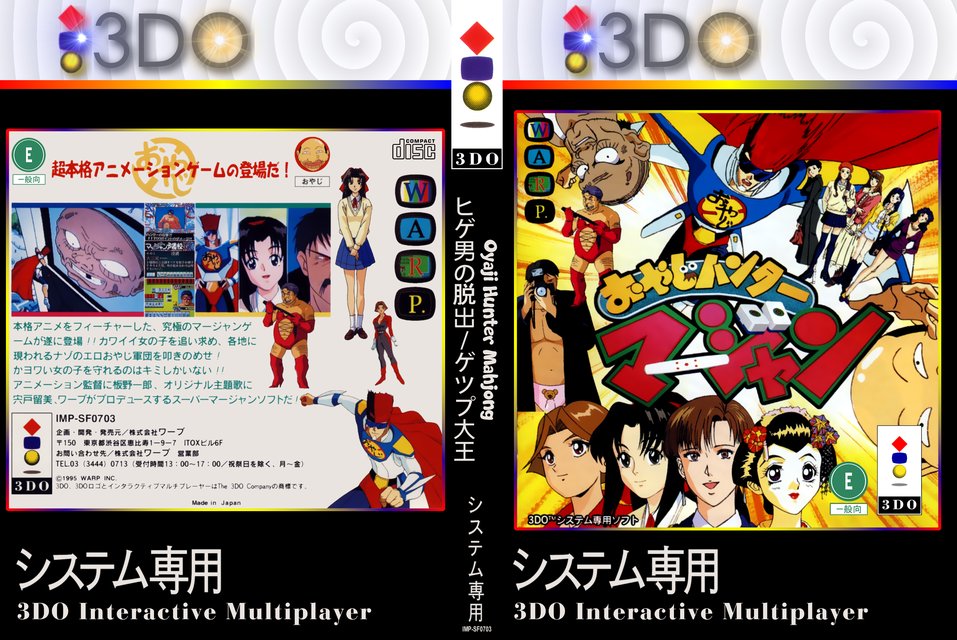 3DO
E
一般向
超本格アニメーションゲームの登場だ!
おやじ
COMPACT
disc
W
A
R
P.
本格アニメをフィーチャーした、究極のマージャンゲ
ームが遂に登場!!カワイイ女の子を追い求め、各地に
現われるナゾのエロおやじ軍団を叩きのめせ!
かヨワい女の子を守れるのはキミしかいない!!
アニメーション監督に板野一郎、オリジナル主題歌に
宍戸留美、ワープがプロデュースするスーパーマージャンソフトだ!!
3DO
IMP-SF0703
企画・開発・発売元/株式会社ワープ
〒150 東京都渋谷区恵比寿1-9-7 ITOXビル6F
お問い合わせ先/株式会社ワープ 営業部
TEL.03 (3444) 0713 (受付時間13:00~17:00/祝祭日を除く、月~金)
©1995 WARP INC.
3DO、3DOロゴとインタラクティブマルチプレーヤーはThe 3DO Companyの商標です。
Made in Japan
システム専用
3DO Interactive Multiplayer
3DO
ヒゲ男の脱出/ゲップ大王
Oyaji Hunter Mahjong
システム専用
IMP-SF0703
3DO
W
A
R
P.
おやじハンター
マージャン
E
一般向
3DO
3DO™システム専用ソフト
システム専用
3DO Interactive Multiplayer